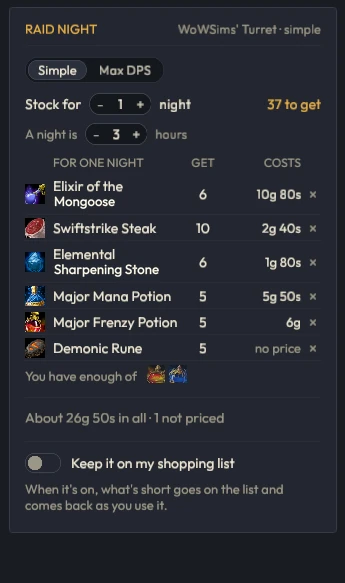 RAID NIGHT WoWSims' Turret · simple
Simple Max DPS
Stock for - 1 + night 37 to get
A night is - 3 + hours
FOR ONE NIGHT GET COSTS
Elixir of the
Mongoose 6 10g 80s ×
Swiftstrike Steak 10 2g 40s ×
Elemental
Sharpening Stone 6 1g 80s ×
Major Mana Potion 5 5g 50s ×
Major Frenzy Potion 5 6g ×
Demonic Rune 5 no price ×
You have enough of
About 26g 50s in all · 1 not priced
Keep it on my shopping list
When it's on, what's short goes on the list and
comes back as you use it.